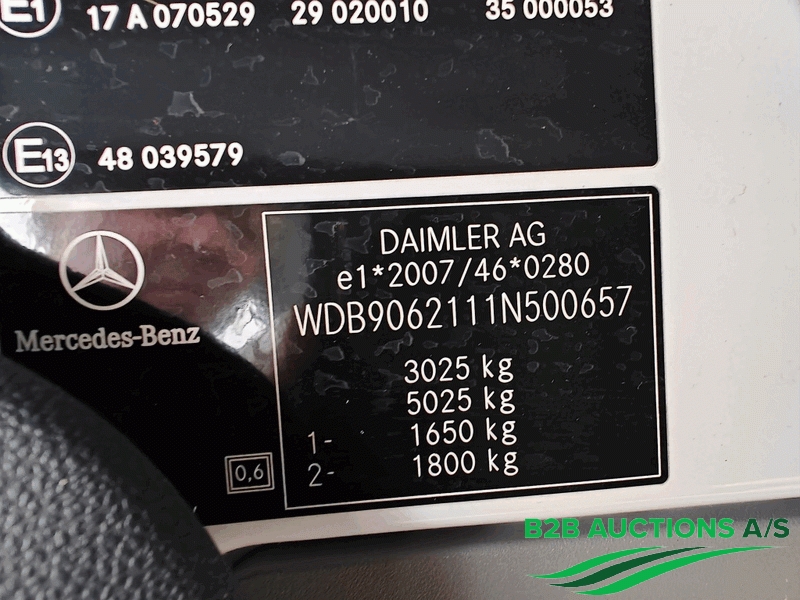 E1 17 A 070529 29 020010 35 000053
E13 48 039579
Mercedes-Benz
DAIMLER AG
e1*2007/46*0280
WDB9062111N500657
3025 kg
5025 kg
1- 1650 kg
2- 1800 kg
0,6
B2B AUCTIONS A/S